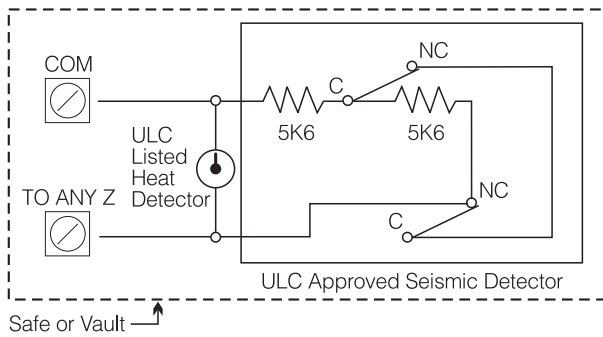 COM
NC
C
5K6
5K6
ULC
Listed
Heat
Detector
TO ANY Z
NC
C
ULC Approved Seismic Detector
Safe or Vault